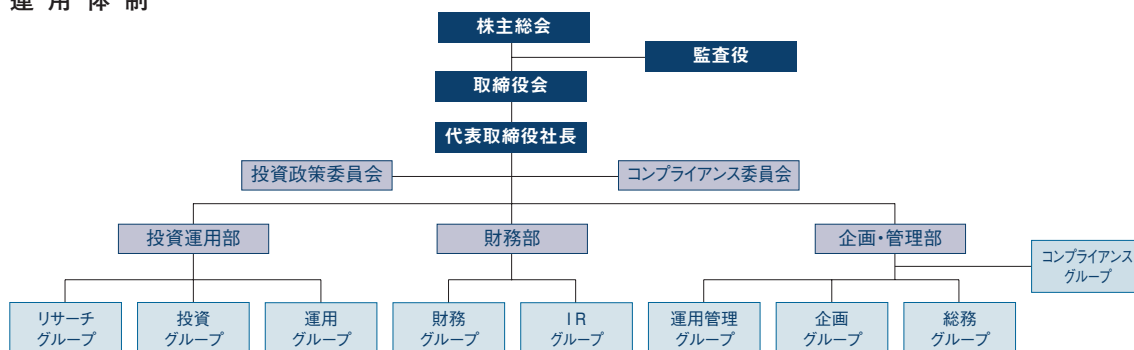 運用体制
株主総会
監査役
取締役会
代表取締役社長
投資政策委員会
コンプライアンス委員会
投資運用部
財務部
企画・管理部
コンプライアンス
グループ
リサーチ
グループ
投資
グループ
運用
グループ
財務
グループ
IR
グループ
運用管理
グループ
企画
グループ
総務
グループ